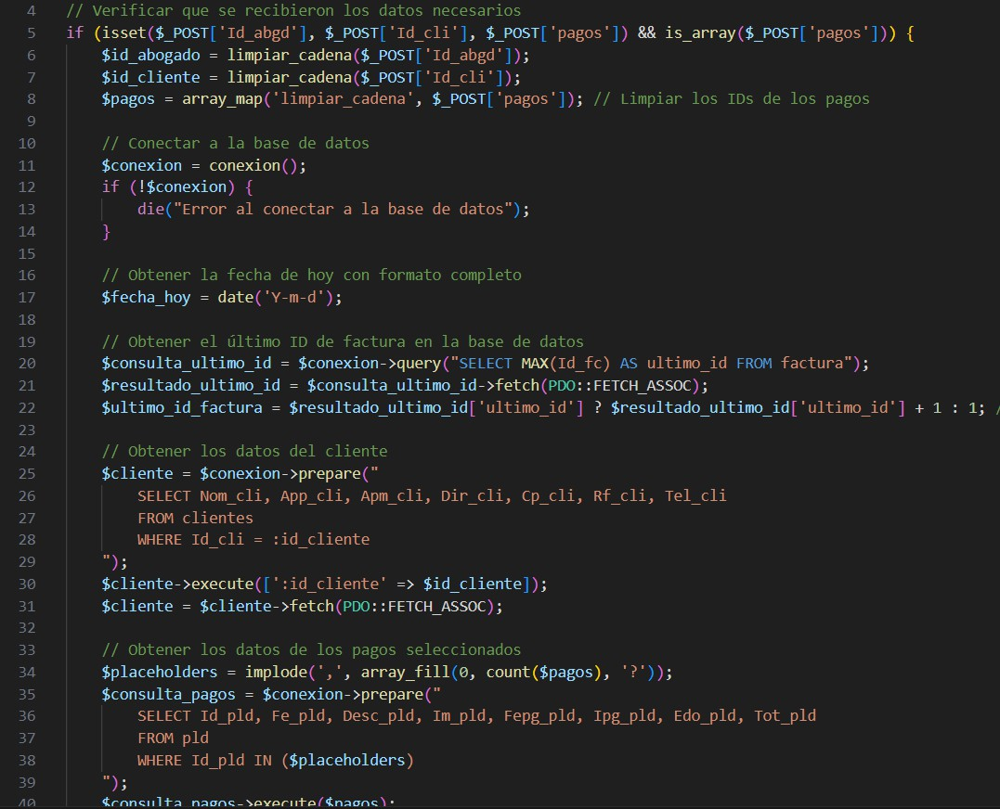 4 // Verificar que se recibieron los datos necesarios
5 if (isset($_POST['Id_abgd'], $_POST['Id_cli'], $_POST['pagos']) && is_array($_POST['pagos'])) {
6 $id_abogado = limpiar_cadena($_POST['Id_abgd']);
7 $id_cliente = limpiar_cadena($_POST['Id_cli']);
8 $pagos = array_map('limpiar_cadena', $_POST['pagos']); // Limpiar los IDs de los pagos
9
10 // Conectar a la base de datos
11 $conexion = conexion();
12 if (!$conexion) {
13 die("Error al conectar a la base de datos");
14 }
15
16 // Obtener la fecha de hoy con formato completo
17 $fecha_hoy = date('Y-m-d');
18
19 // Obtener el último ID de factura en la base de datos
20 $consulta_ultimo_id = $conexion->query("SELECT MAX(Id_fc) AS ultimo_id FROM factura");
21 $resultado_ultimo_id = $consulta_ultimo_id->fetch(PDO::FETCH_ASSOC);
22 $ultimo_id_factura = $resultado_ultimo_id['ultimo_id'] ? $resultado_ultimo_id['ultimo_id'] + 1 : 1; /
23
24 // Obtener los datos del cliente
25 $cliente = $conexion->prepare("
26 SELECT Nom_cli, App_cli, Apm_cli, Dir_cli, Cp_cli, Rf_cli, Tel_cli
27 FROM clientes
28 WHERE Id_cli = :id_cliente
29 ");
30 $cliente->execute([':id_cliente' => $id_cliente]);
31 $cliente = $cliente->fetch(PDO::FETCH_ASSOC);
32
33 // Obtener los datos de los pagos seleccionados
34 $placeholders = implode(',', array_fill(0, count($pagos), '?'));
35 $consulta_pagos = $conexion->prepare("
36 SELECT Id_pld, Fe_pld, Desc_pld, Im_pld, Fepg_pld, Ipg_pld, Edo_pld, Tot_pld
37 FROM pld
38 WHERE Id_pld IN ($placeholders)
39 ");
40 $consulta_pagos->execute($pagos);